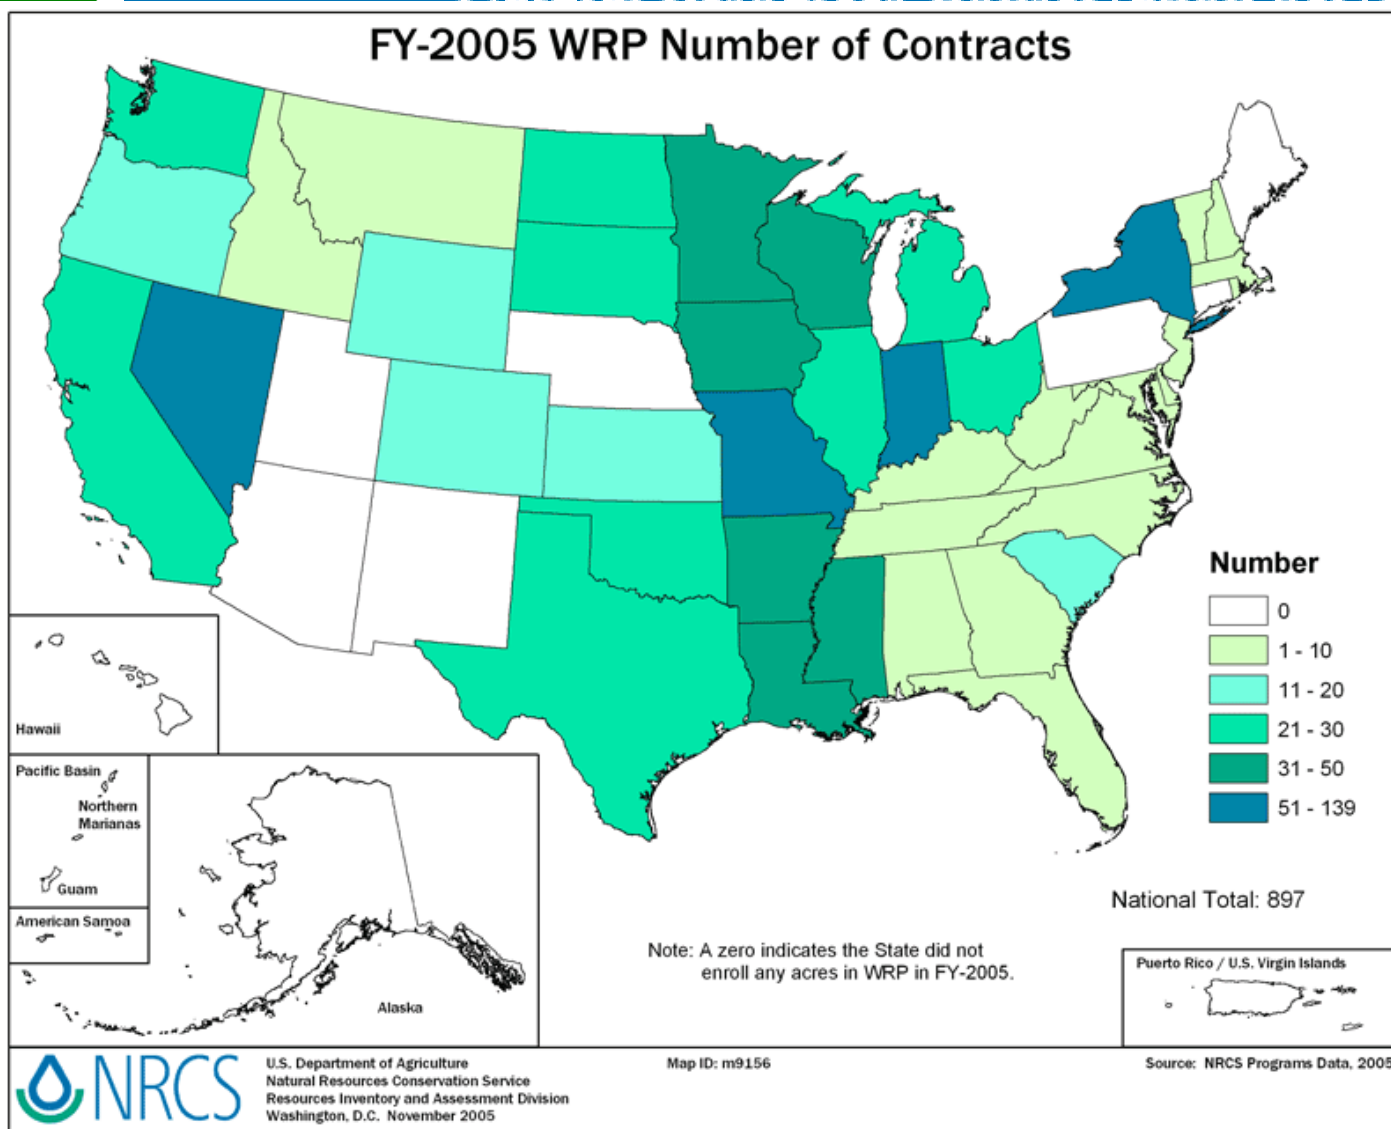 FY-2005 WRP Number of Contracts
Number
0
1 - 10
11 - 20
21 - 30
31 - 50
51 - 139
Hawaii
Pacific Basin
Northern
Marianas
Guam
American Samoa
Alaska
National Total: 897
Note: A zero indicates the State did not
enroll any acres in WRP in FY-2005.
Puerto Rico / U.S. Virgin Islands
NRCS
U.S. Department of Agriculture
Natural Resources Conservation Service
Resources Inventory and Assessment Division
Washington, D.C. November 2005
Map ID: m9156
Source: NRCS Programs Data, 2005